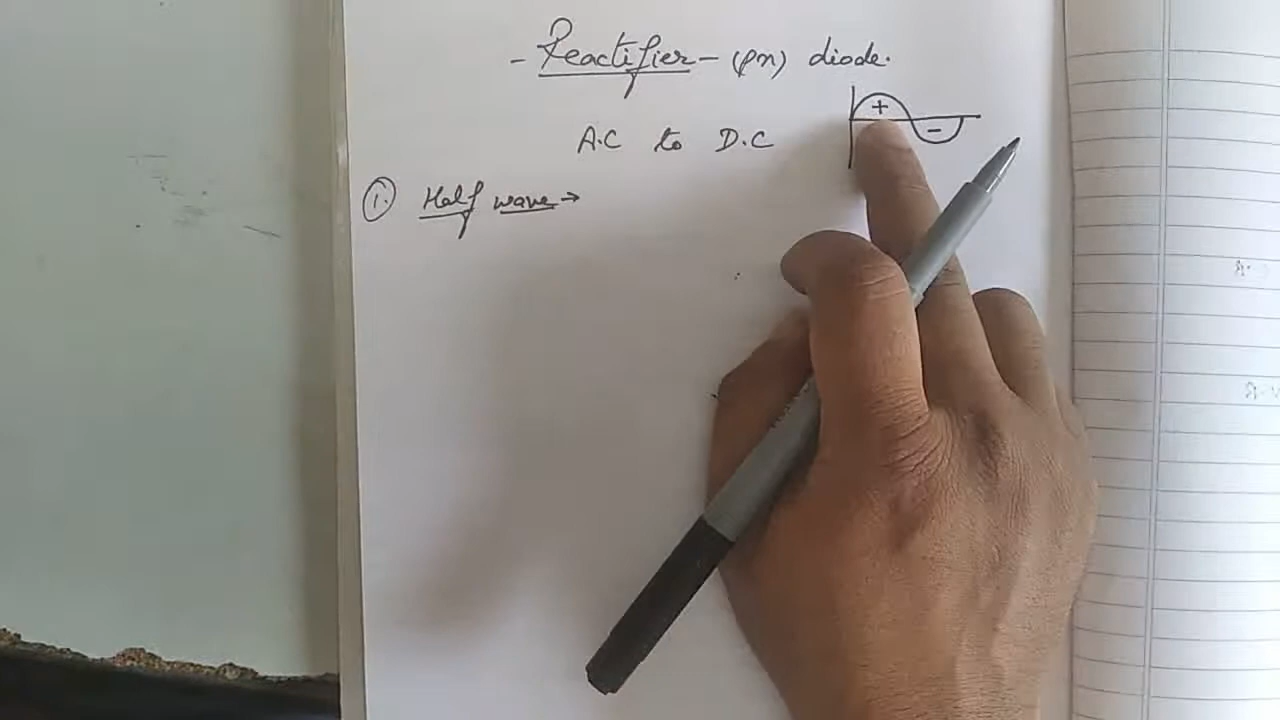 - Reactifier - (pn) diode.
A.C to D.C
+ -
1. Half wave →